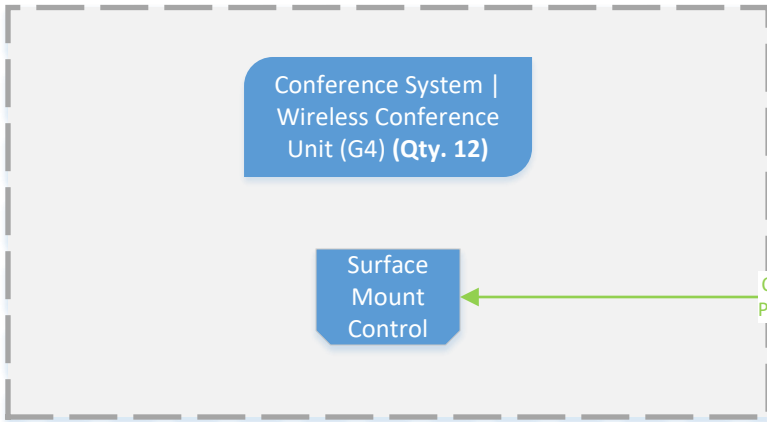 Conference System |
Wireless Conference
Unit (G4) (Qty. 12)
Surface
Mount
Control